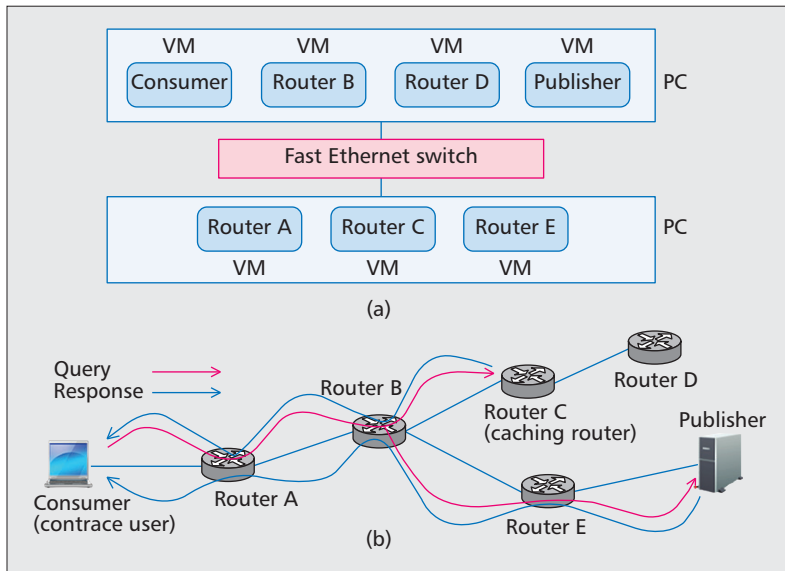 VM VM VM VM
Consumer Router B Router D Publisher PC
Fast Ethernet switch
Router A Router C Router E PC
VM VM VM
(a)
Query
Response
Router B
Router D
Router C
(caching router)
Publisher
Router A
Consumer
(contrace user)
Router E
(b)